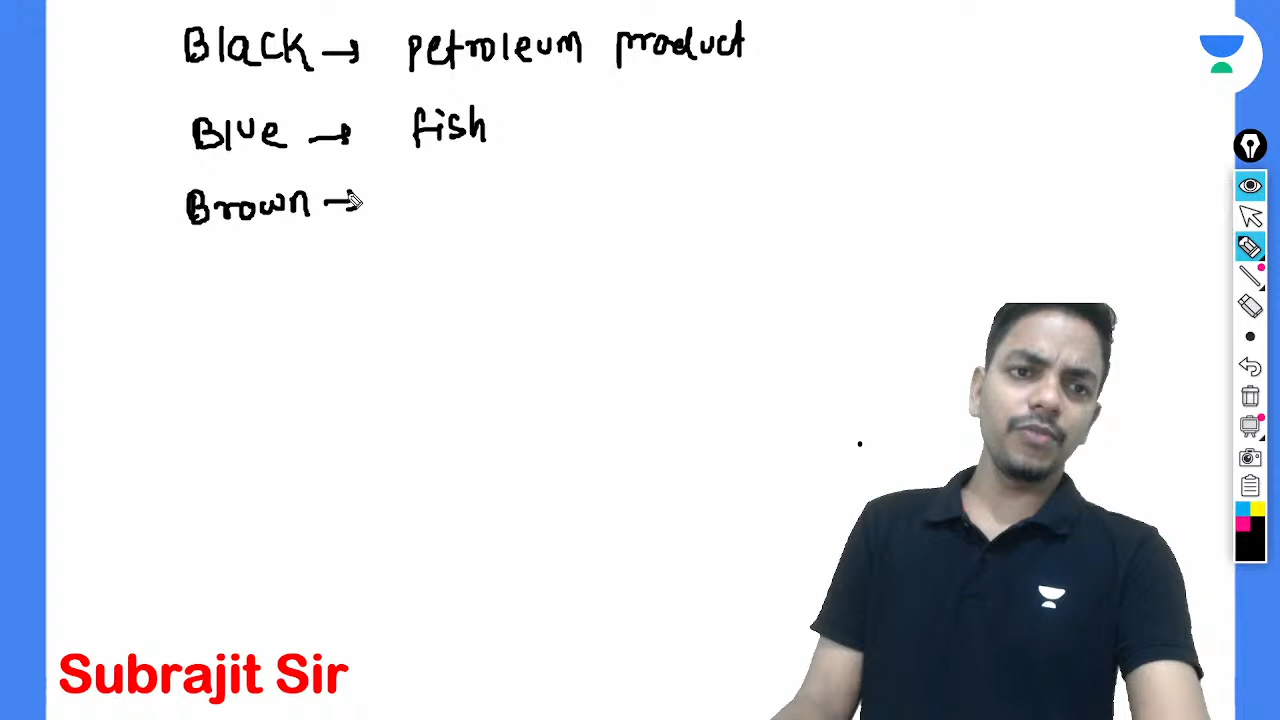 Black → petroleum product
Blue → fish
Brown →
Subrajit Sir